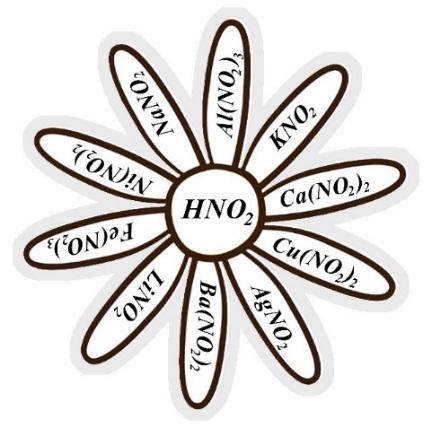 HNO₂
Al(NO₂)₃
KNO₂
Ca(NO₂)₂
Cu(NO₂)₂
AgNO₂
Ba(NO₂)₂
LiNO₂
Fe(NO₂)₃
Ni(NO₂)₂
NaNO₂